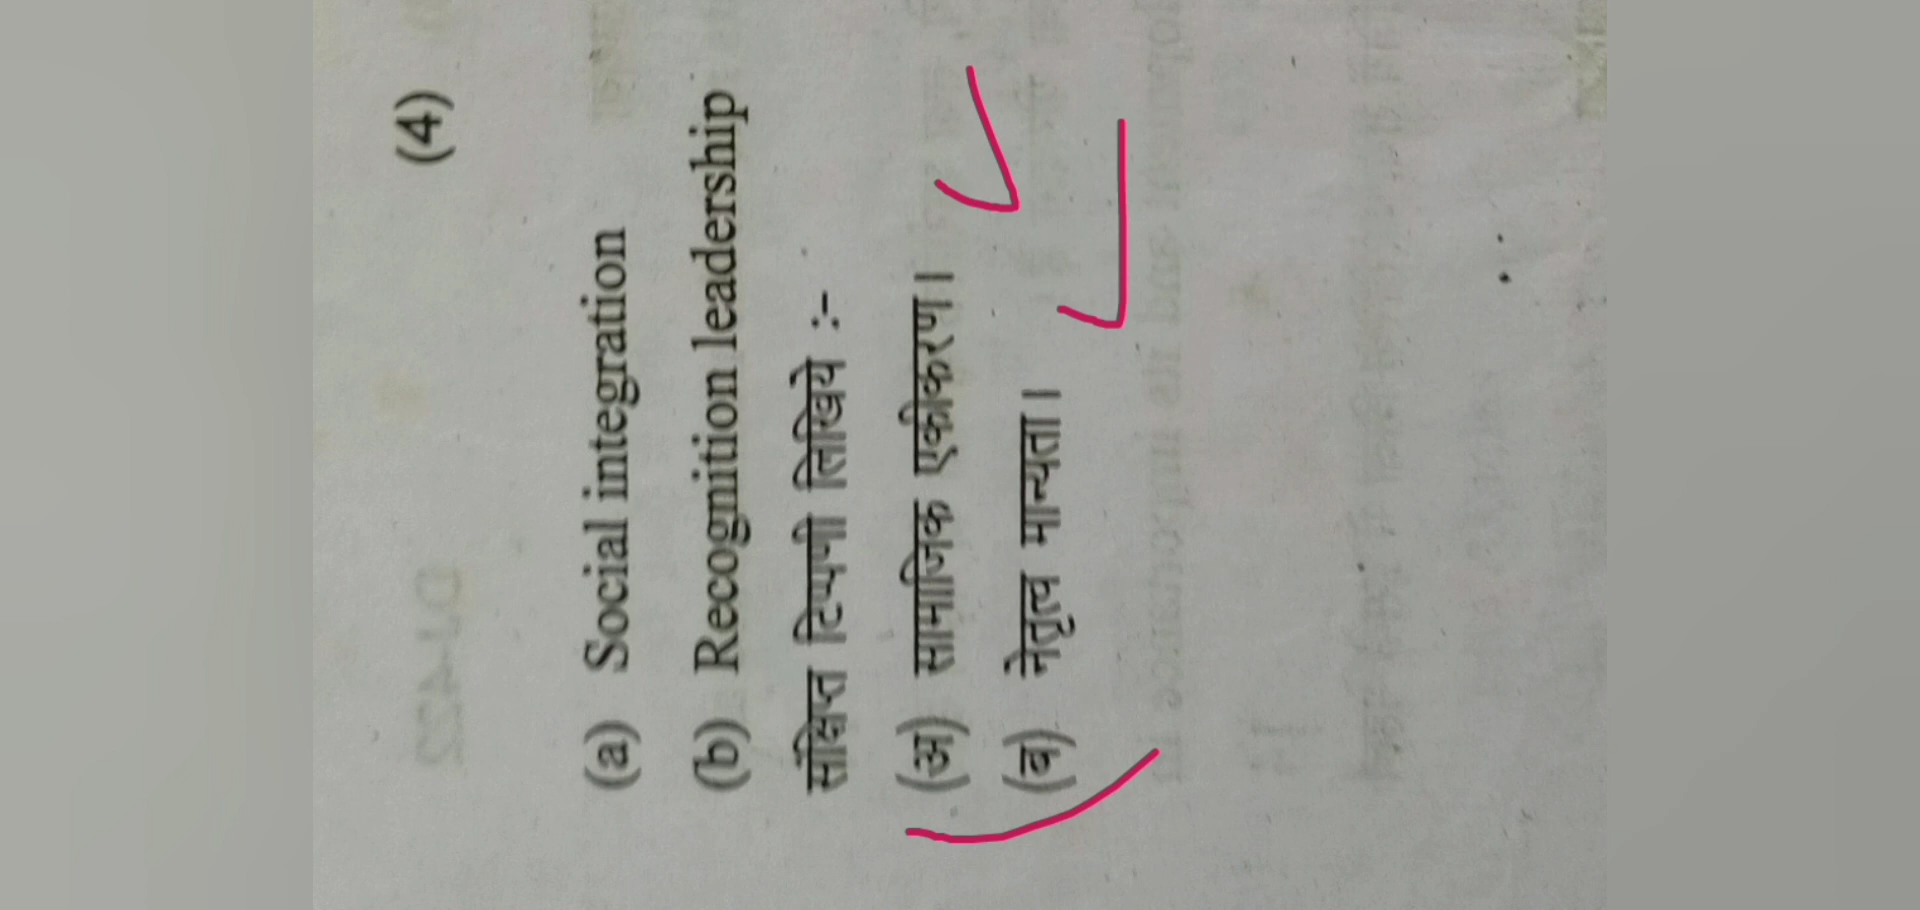 (4)
(a) Social integration
(b) Recognition leadership
संक्षिप्त टिप्पणी लिखिये :-
(अ) सामाजिक एकीकरण।
(ब) नेतृत्व मान्यता।